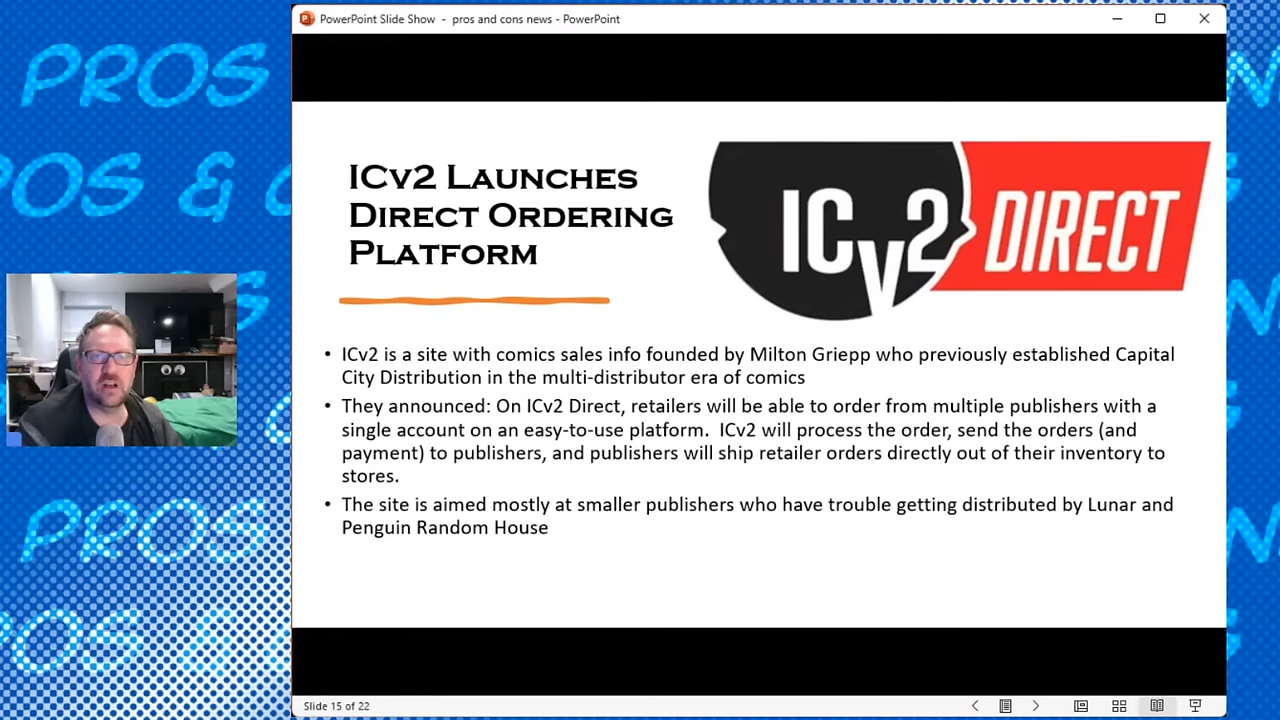 PowerPoint Slide Show - pros and cons news - PowerPoint
PROS
POS & C
ICv2 LAUNCHES
DIRECT ORDERING
PLATFORM
ICv2 DIRECT
• ICv2 is a site with comics sales info founded by Milton Griepp who previously established Capital
City Distribution in the multi-distributor era of comics
• They announced: On ICv2 Direct, retailers will be able to order from multiple publishers with a
single account on an easy-to-use platform. ICv2 will process the order, send the orders (and
payment) to publishers, and publishers will ship retailer orders directly out of their inventory to
stores.
• The site is aimed mostly at smaller publishers who have trouble getting distributed by Lunar and
Penguin Random House
PROS
Slide 15 of 22